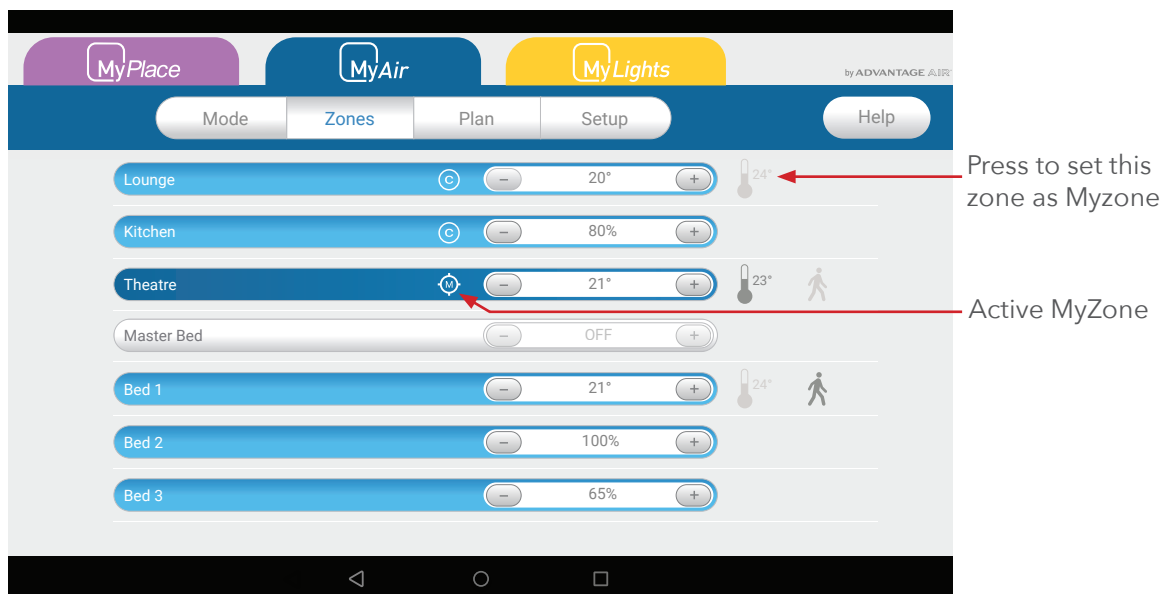 MyPlace
MyAir
MyLights
by ADVANTAGE AIR
Mode
Zones
Plan
Setup
Help
Lounge C − 20° + 24°
Press to set this
zone as Myzone
Kitchen C − 80% +
Theatre M − 21° + 23°
Active MyZone
Master Bed − OFF +
Bed 1 − 21° + 24°
Bed 2 − 100% +
Bed 3 − 65% +